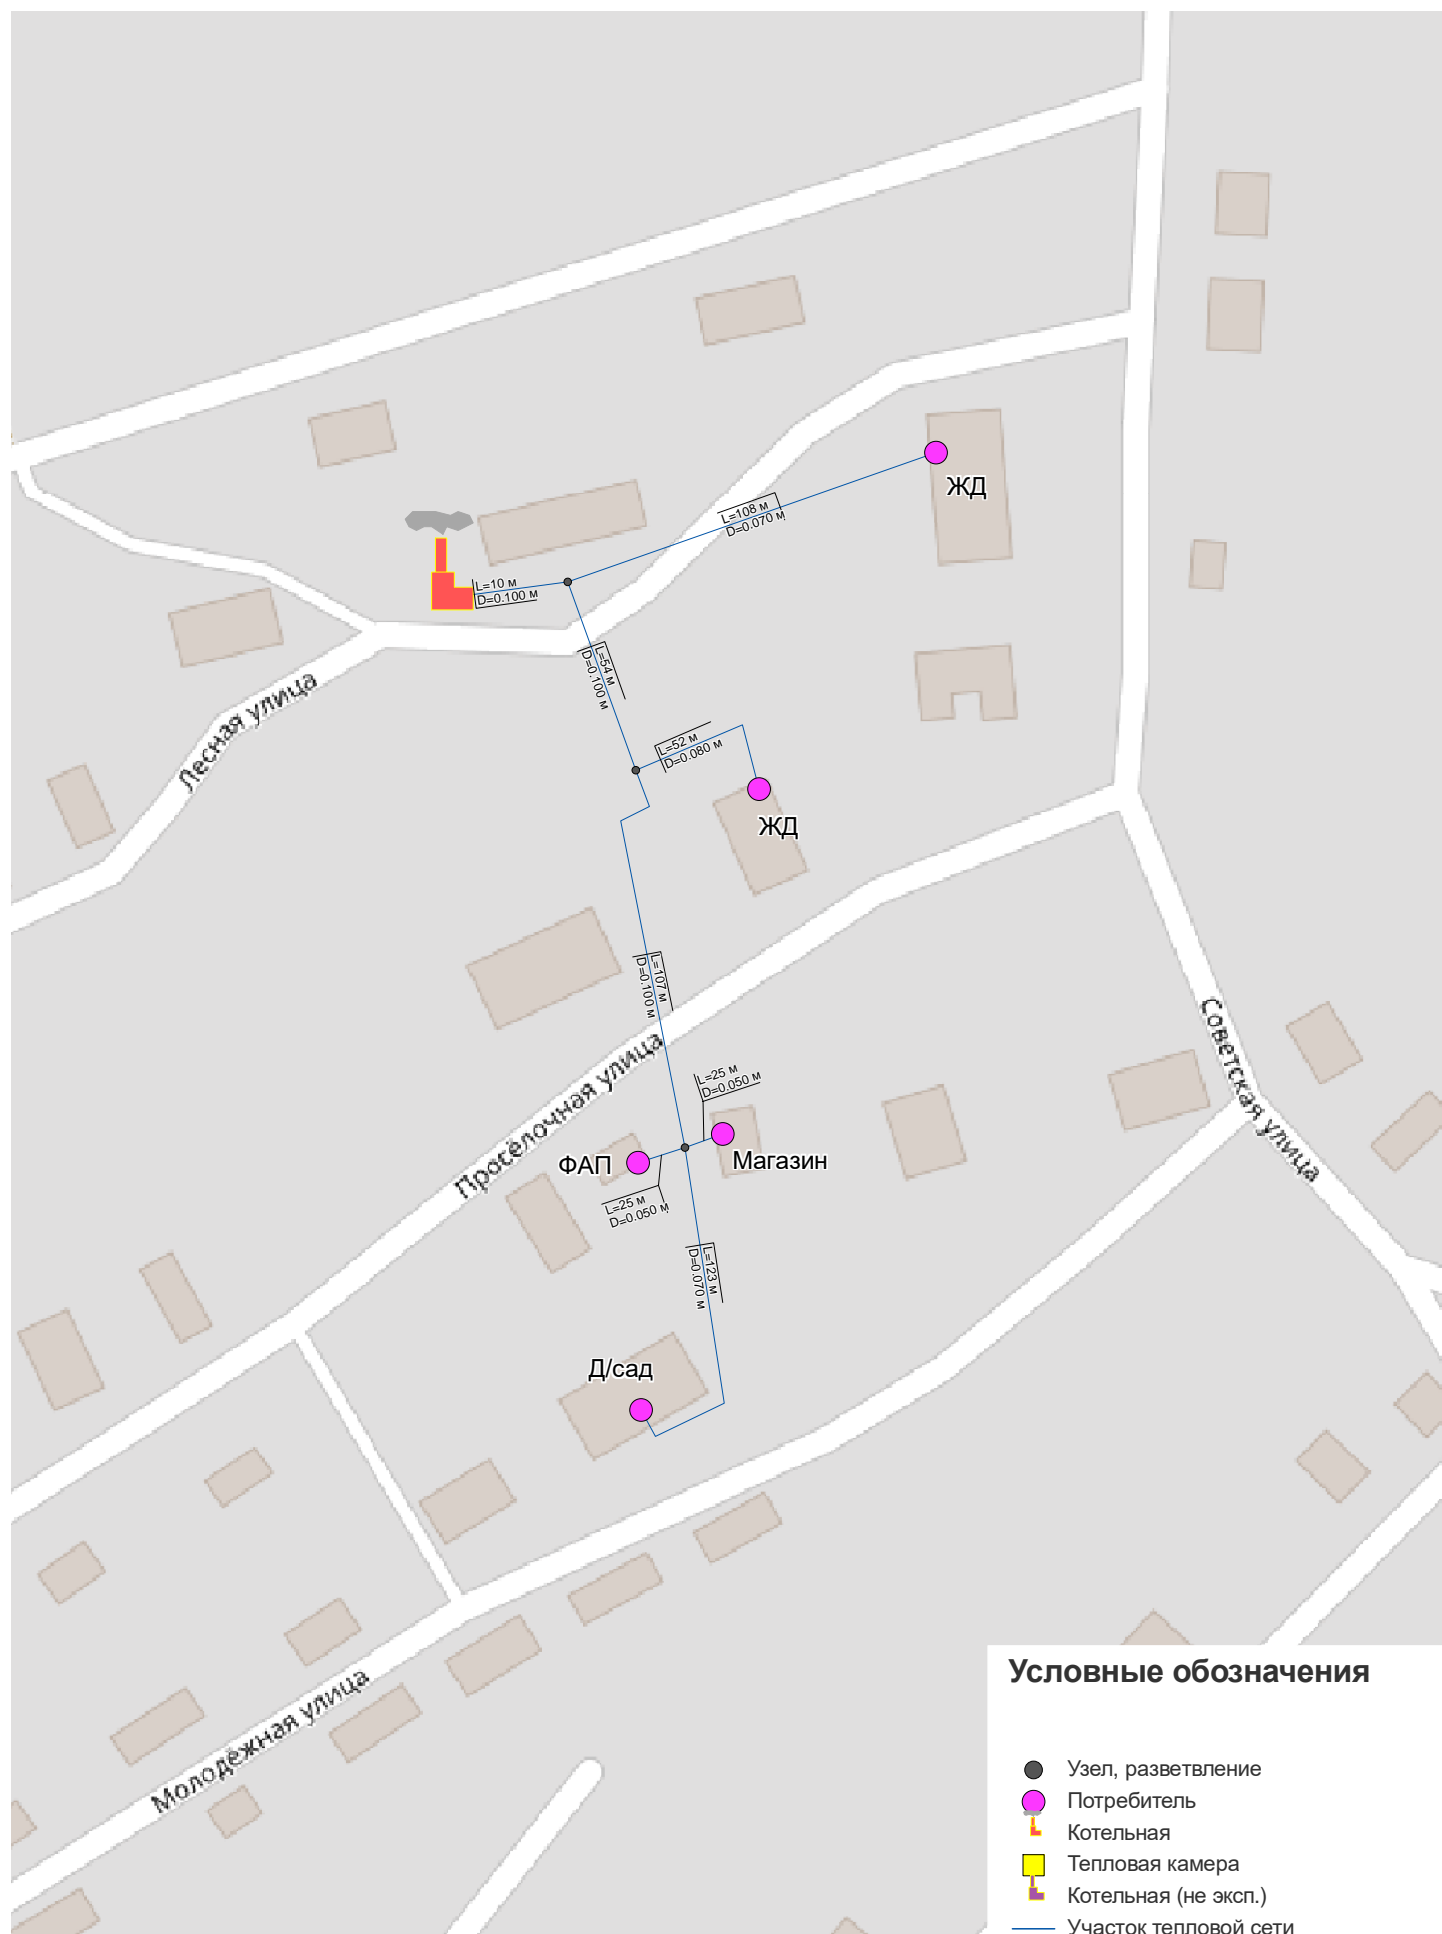 ЖД
L=108 м
D=0.070 м
L=10 м
D=0.100 м
L=54 м
D=0.100 м
Лесная улица
L=52 м
D=0.080 м
ЖД
L=107 м
D=0.100 м
Советская улица
Просёлочная улица
L=25 м
D=0.050 м
ФАП
Магазин
L=25 м
D=0.050 м
L=123 м
D=0.070 м
Д/сад
Молодёжная улица
Условные обозначения
Узел, разветвление
Потребитель
Котельная
Тепловая камера
Котельная (не эксп.)
Участок тепловой сети